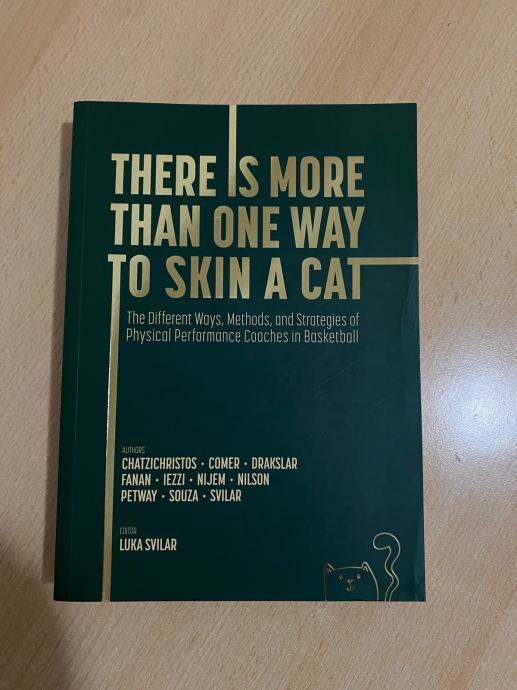 THERE IS MORE
THAN ONE WAY
TO SKIN A CAT
The Different Ways, Methods, and Strategies of
Physical Performance Coaches in Basketball
AUTHORS
CHATZICHRISTOS • COMER • DRAKSLAR
FANAN • IEZZI • NIJEM • NILSON
PETWAY • SOUZA • SVILAR
EDITOR
LUKA SVILAR